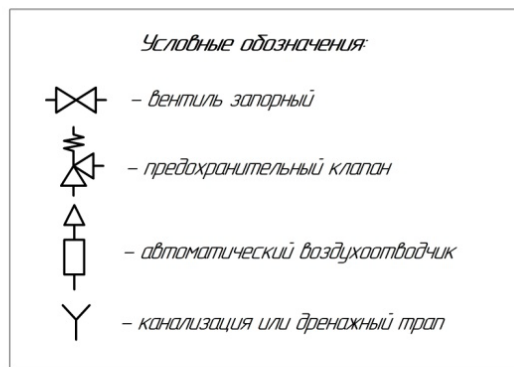 Условные обозначения:
– вентиль запорный
– предохранительный клапан
– автоматический воздухоотводчик
– канализация или дренажный трап